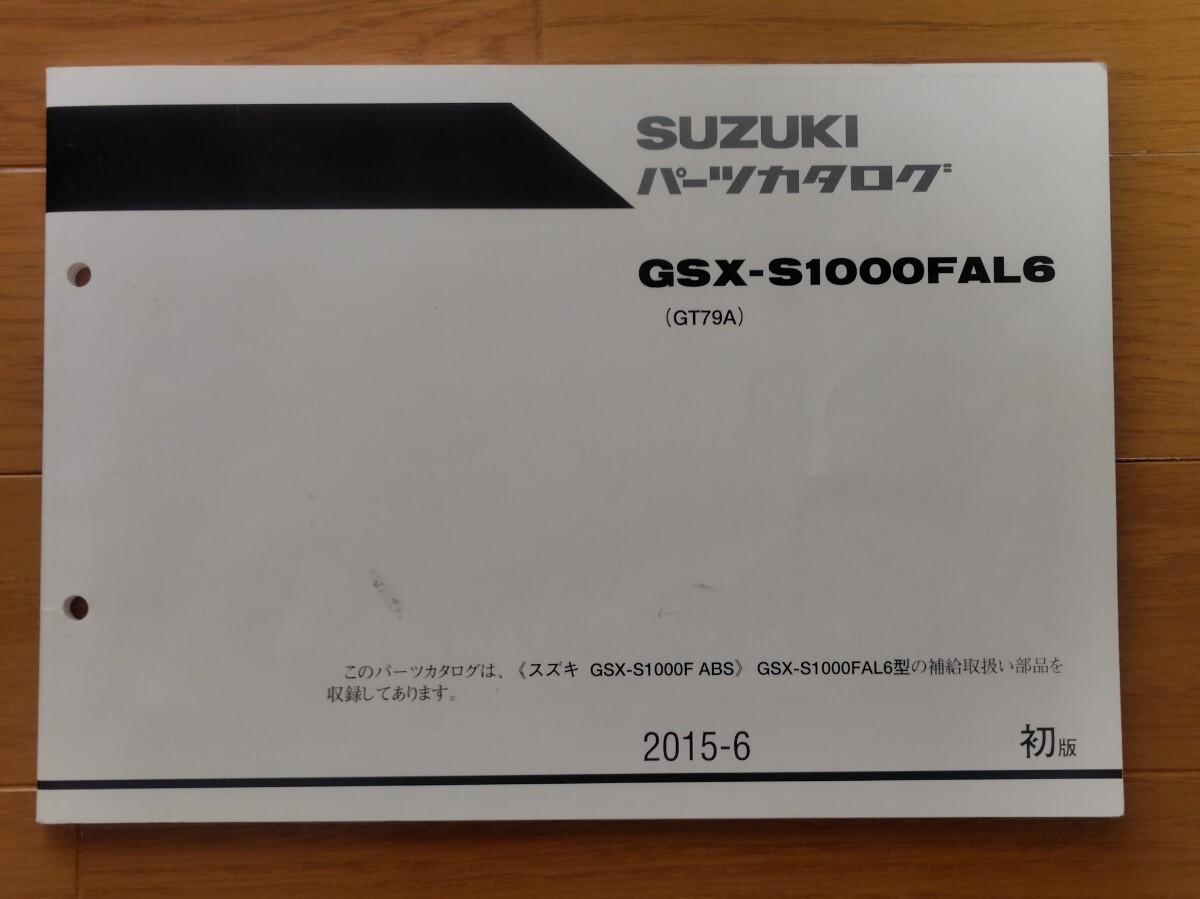 SUZUKI
パーツカタログ
GSX-S1000FAL6
（GT79A）
このパーツカタログは、《スズキ GSX-S1000F ABS》 GSX-S1000FAL6型の補給取扱い部品を
収録してあります。
2015-6 初版